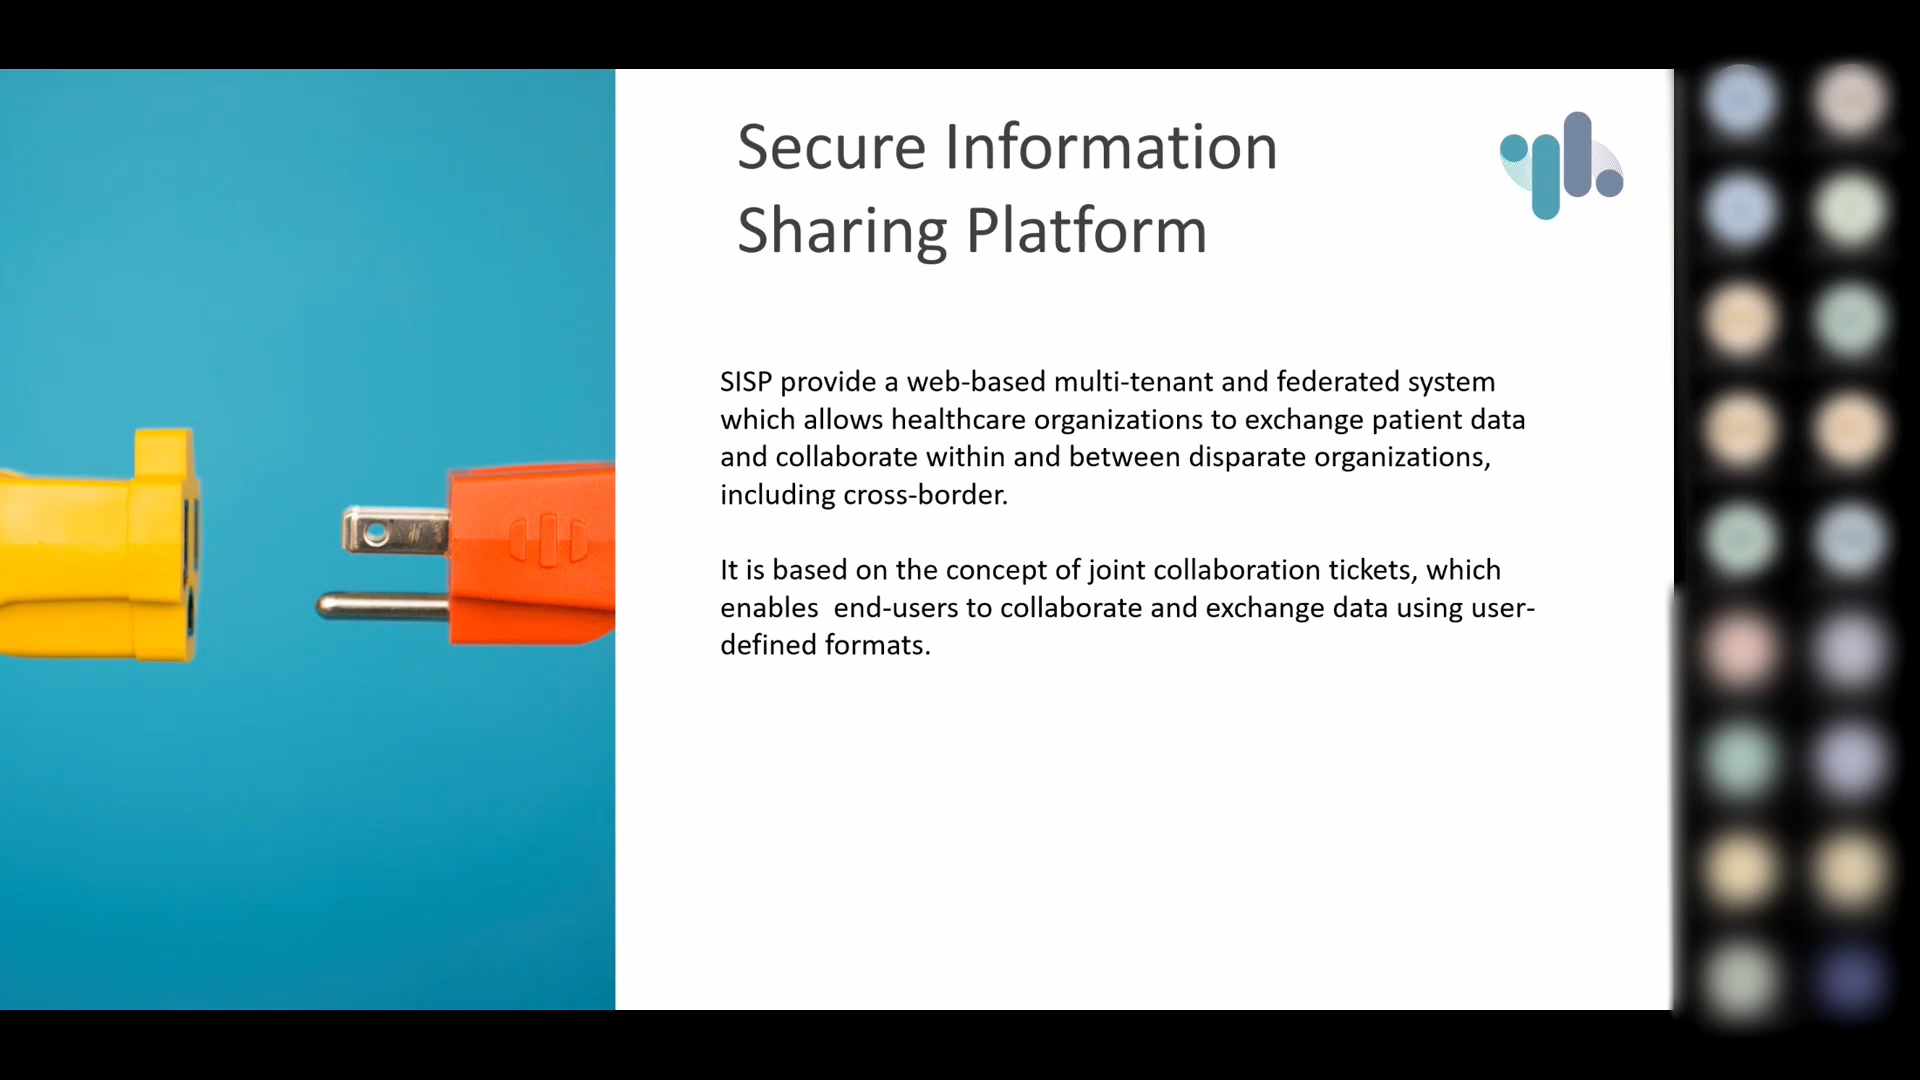 Secure Information
Sharing Platform
SISP provide a web-based multi-tenant and federated system
which allows healthcare organizations to exchange patient data
and collaborate within and between disparate organizations,
including cross-border.
It is based on the concept of joint collaboration tickets, which
enables  end-users to collaborate and exchange data using user-
defined formats.